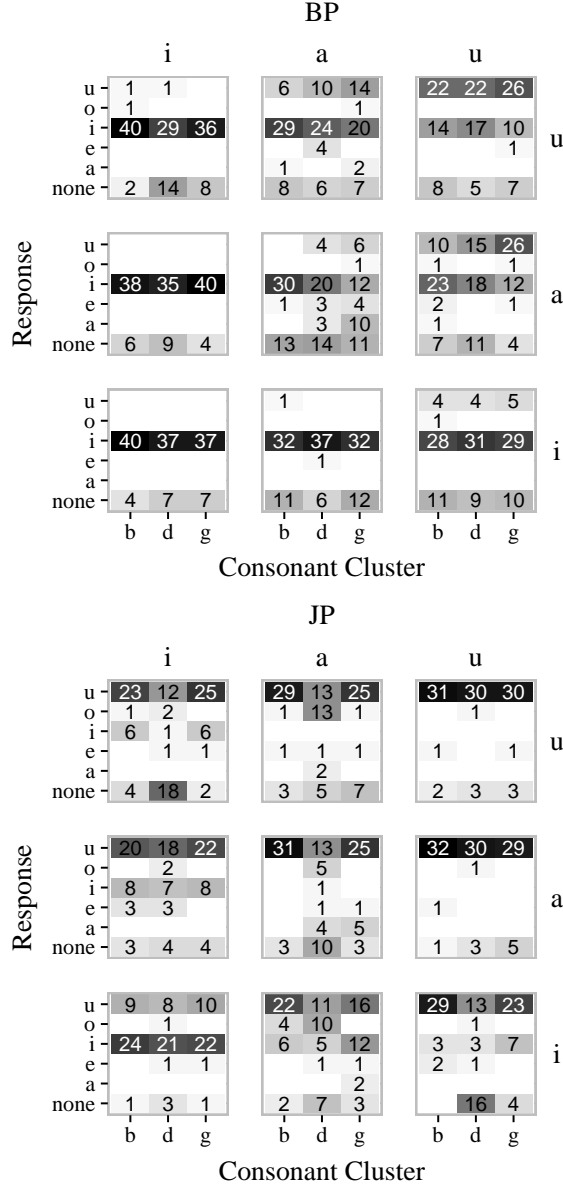 BP
i a u
u 1 1 6 10 14 22 22 26
o 1 1
i 40 29 36 29 24 20 14 17 10 u
e 4 1
a 1 2
none 2 14 8 8 6 7 8 5 7
u 4 6 10 15 26
o 1 1 1
i 38 35 40 30 20 12 23 18 12 a
e 1 3 4 2 1
a 3 10 1
none 6 9 4 13 14 11 7 11 4
u 1 4 4 5
o 1
i 40 37 37 32 37 32 28 31 29 i
e 1
a
none 4 7 7 11 6 12 11 9 10
Response
b d g b d g b d g
Consonant Cluster
JP
i a u
u 23 12 25 29 13 25 31 30 30
o 1 2 1 13 1 1
i 6 1 6 u
e 1 1 1 1 1 1 1
a 2
none 4 18 2 3 5 7 2 3 3
u 20 18 22 31 13 25 32 30 29
o 2 5 1
i 8 7 8 1 a
e 3 3 1 1 1
a 4 5
none 3 4 4 3 10 3 1 3 5
u 9 8 10 22 11 16 29 13 23
o 1 4 10 1
i 24 21 22 6 5 12 3 3 7 i
e 1 1 2 1
a 2
none 1 3 1 2 7 3 16 4
Response
b d g b d g b d g
Consonant Cluster